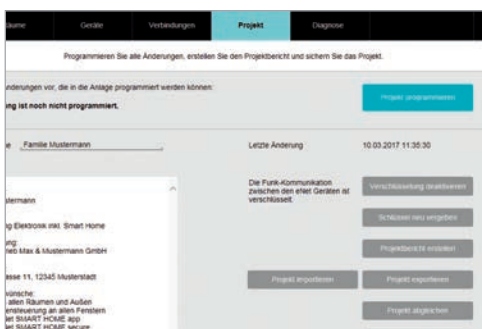 äume Geräte Verbindungen Projekt Diagnose
Programmieren Sie alle Änderungen, erstellen Sie den Projektbericht und sichern Sie das Projekt.
Änderungen vor, die in die Anlage programmiert werden können:
ng ist noch nicht programmiert.
Projekt programmieren
e Familie Mustermann
Letzte Änderung 10.03.2017 11:35:30
Die Funk-Kommunikation
zwischen den eNet Geräten ist
verschlüsselt.
Verschlüsselung deaktivieren
Schlüssel neu vergeben
Projektbericht erstellen
Projekt importieren Projekt exportieren
Projekt abgleichen
stermann
ng Elektronik inkl. Smart Home
ung:
rieb Max & Mustermann GmbH
asse 11, 12345 Musterstadt
wünsche:
allen Räumen und Außen
ensteuerung an allen Fenstern
et SMART HOME app
et SMART HOME secure